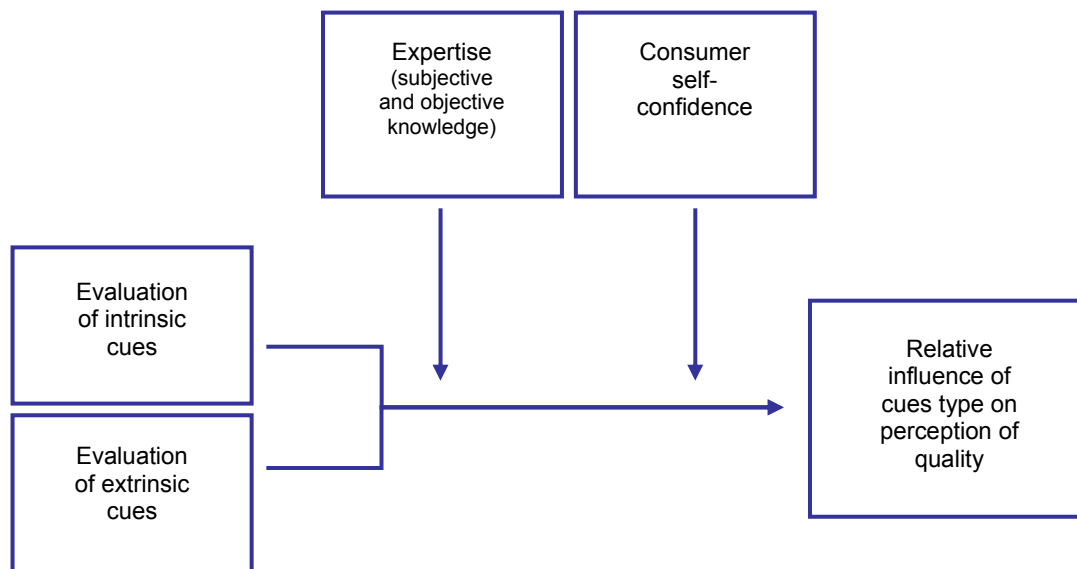 Expertise
(subjective
and objective
knowledge)
Consumer
self-
confidence
Evaluation
of intrinsic
cues
Evaluation
of extrinsic
cues
Relative
influence of
cues type on
perception of
quality